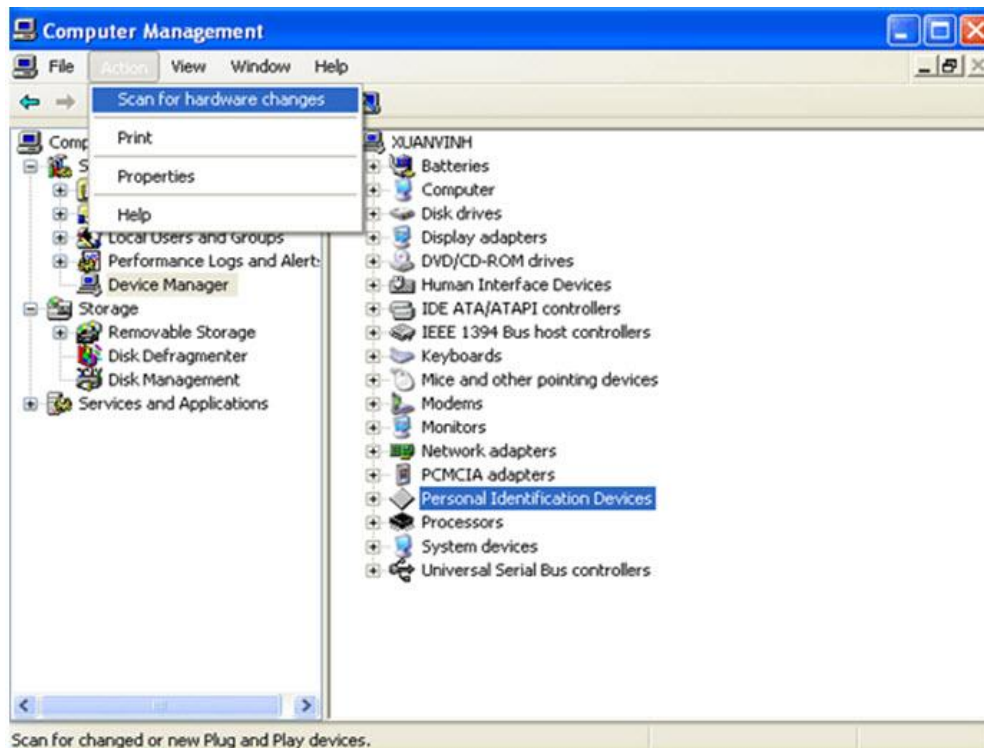 Computer Management
File Action View Window Help
Scan for hardware changes
Print
Properties
Help
Comp
S
Local Users and Groups
Performance Logs and Alert
Device Manager
Storage
Removable Storage
Disk Defragmenter
Disk Management
Services and Applications
XUANVINH
Batteries
Computer
Disk drives
Display adapters
DVD/CD-ROM drives
Human Interface Devices
IDE ATA/ATAPI controllers
IEEE 1394 Bus host controllers
Keyboards
Mice and other pointing devices
Modems
Monitors
Network adapters
PCMCIA adapters
Personal Identification Devices
Processors
System devices
Universal Serial Bus controllers
Scan for changed or new Plug and Play devices.